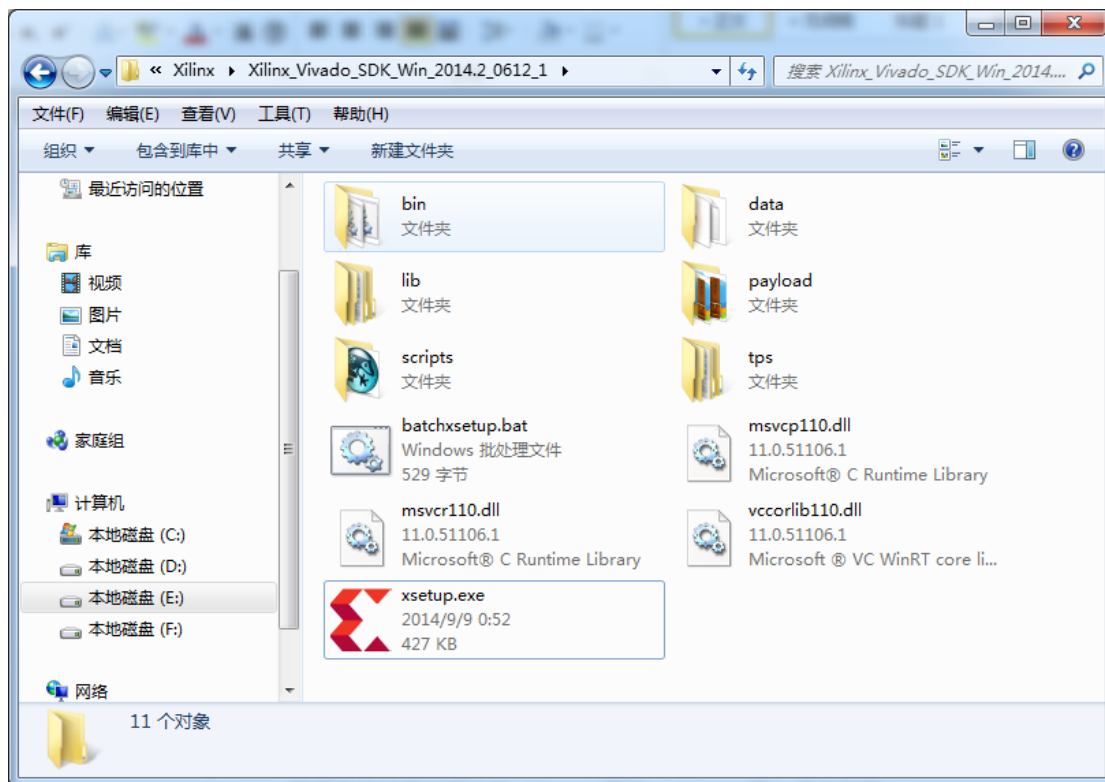 « Xilinx Xilinx_Vivado_SDK_Win_2014.2_0612_1
搜索 Xilinx_Vivado_SDK_Win_2014....
文件(F) 编辑(E) 查看(V) 工具(T) 帮助(H)
组织 包含到库中 共享 新建文件夹
最近访问的位置
库
视频
图片
文档
音乐
家庭组
计算机
本地磁盘 (C:)
本地磁盘 (D:)
本地磁盘 (E:)
本地磁盘 (F:)
网络
bin
文件夹
data
文件夹
lib
文件夹
payload
文件夹
scripts
文件夹
tps
文件夹
batchxsetup.bat
Windows 批处理文件
529 字节
msvcp110.dll
11.0.51106.1
Microsoft® C Runtime Library
msvcr110.dll
11.0.51106.1
Microsoft® C Runtime Library
vccorlib110.dll
11.0.51106.1
Microsoft ® VC WinRT core li...
xsetup.exe
2014/9/9 0:52
427 KB
11 个对象